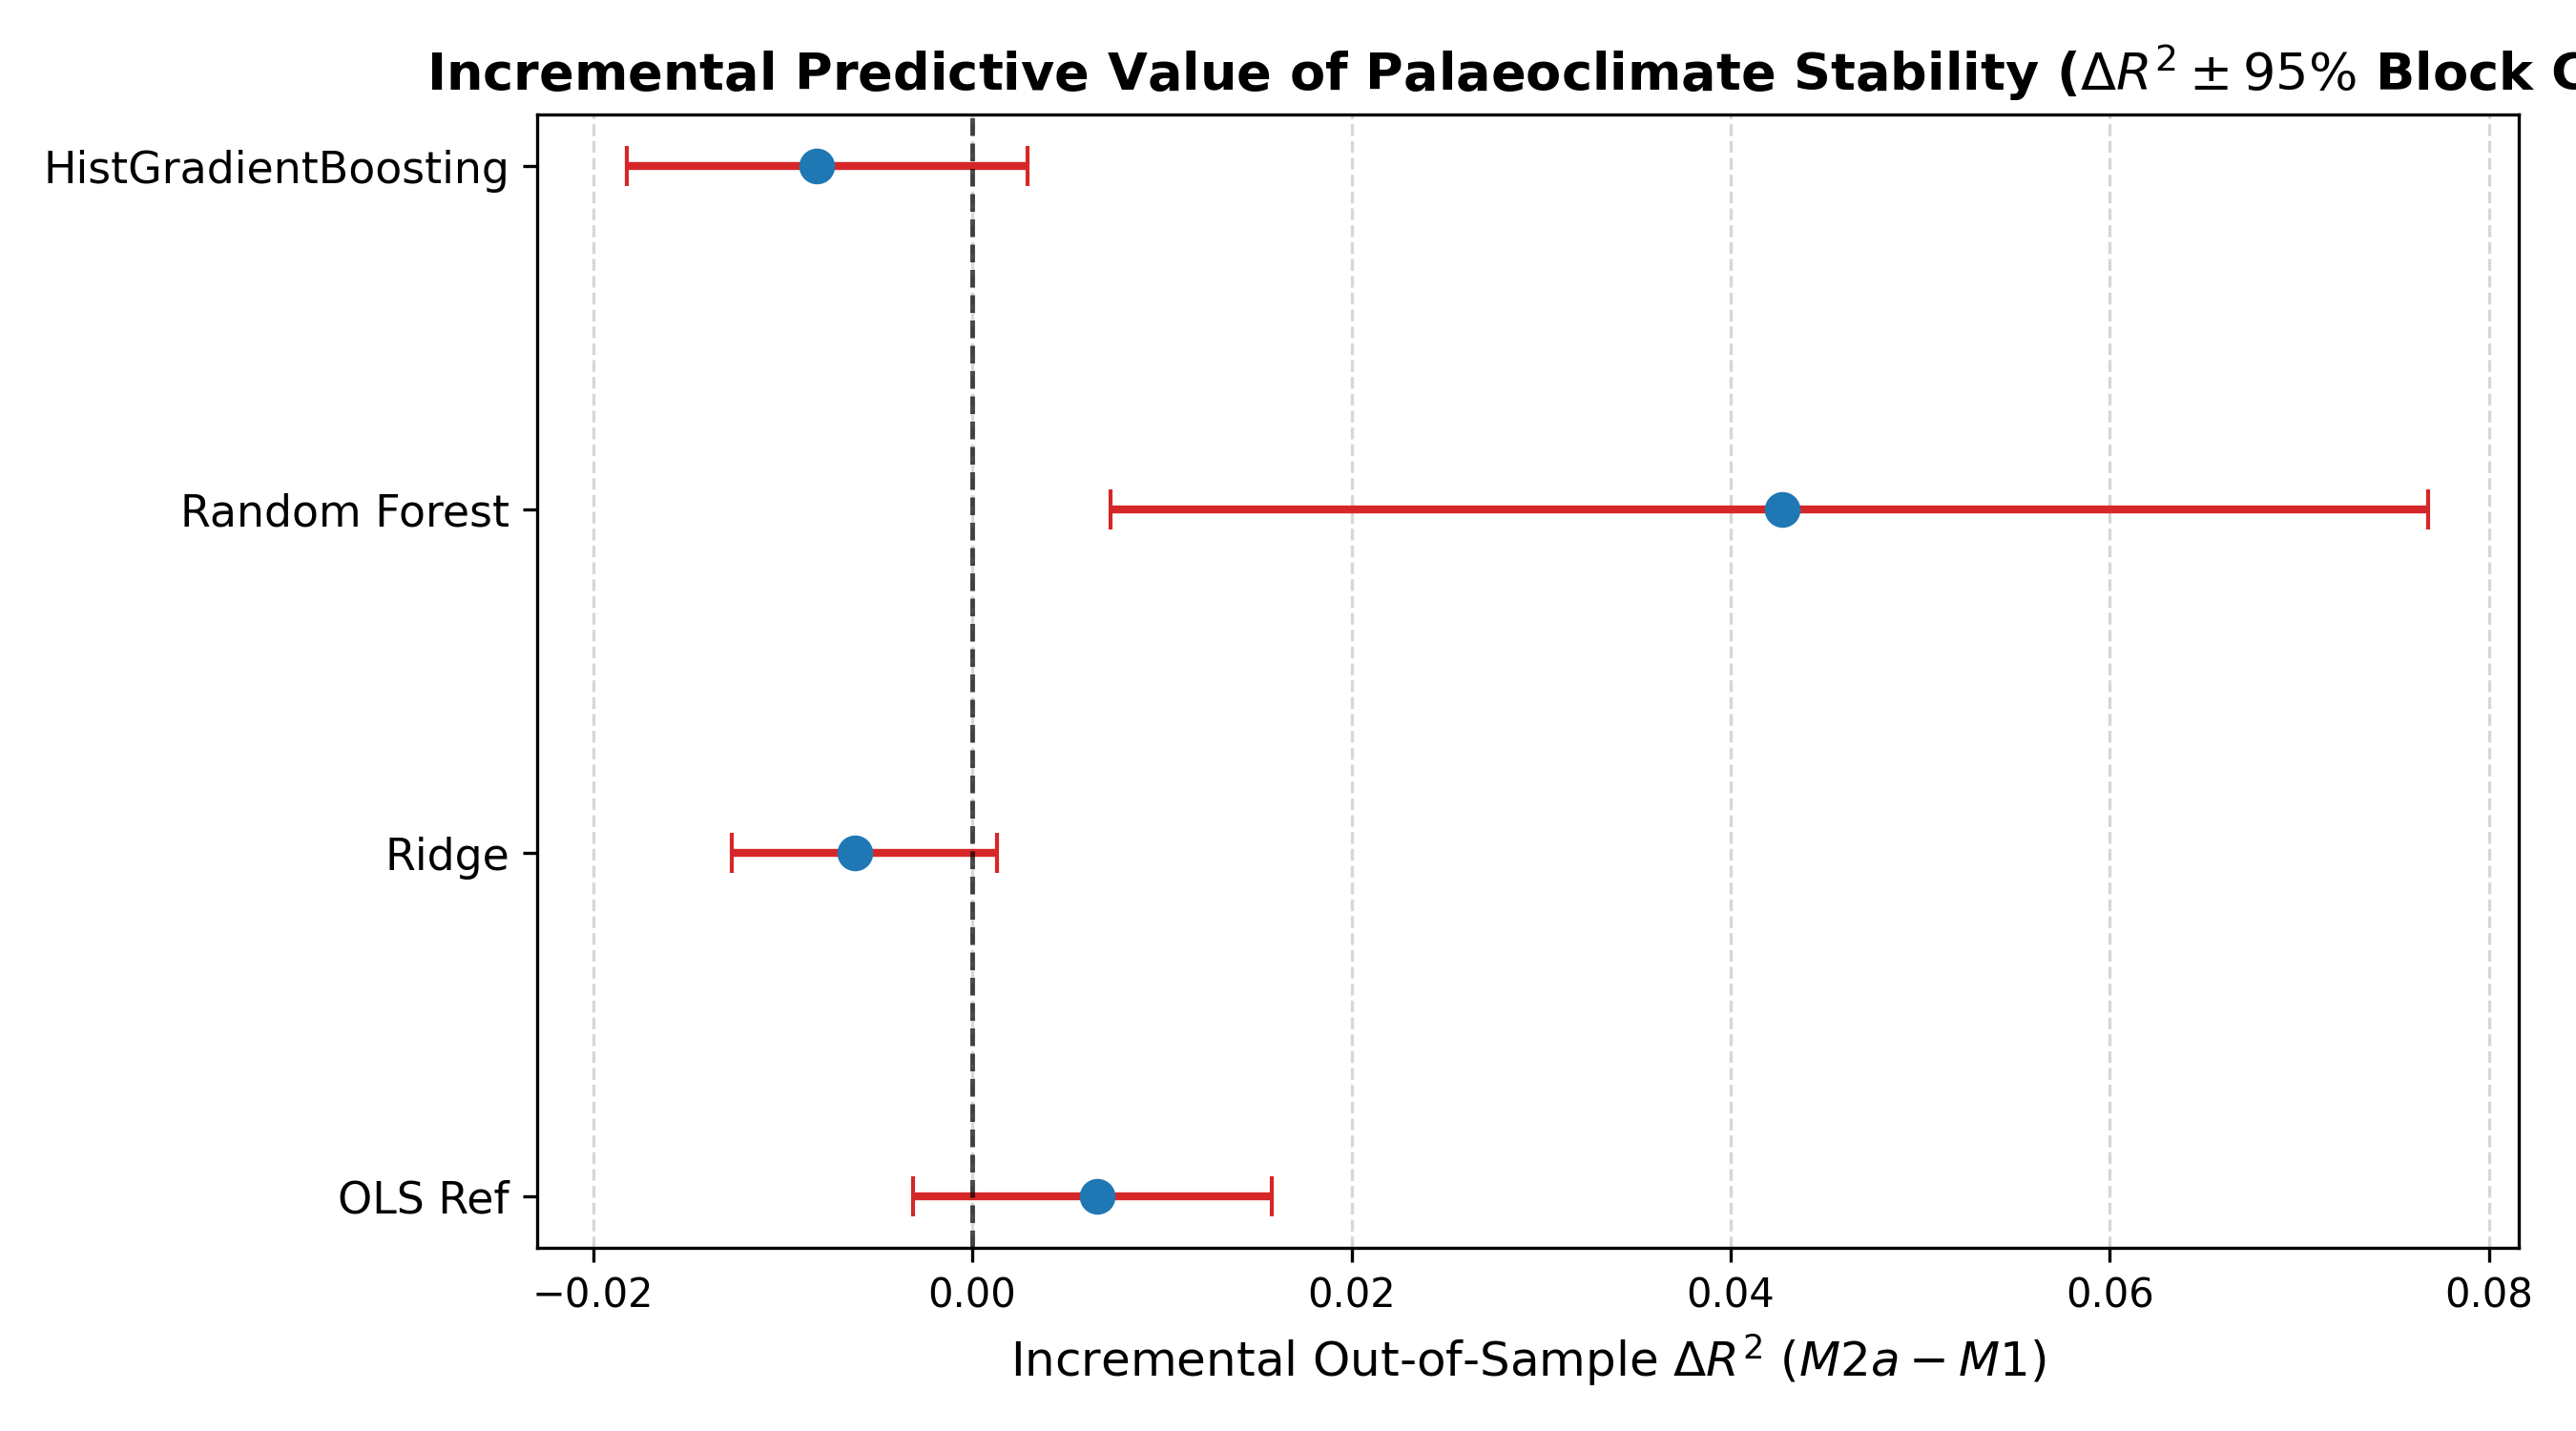 Incremental Predictive Value of Palaeoclimate Stability (ΔR² ± 95% Block
HistGradientBoosting
Random Forest
Ridge
OLS Ref
−0.02 0.00 0.02 0.04 0.06 0.08
Incremental Out-of-Sample ΔR² (M2a − M1)